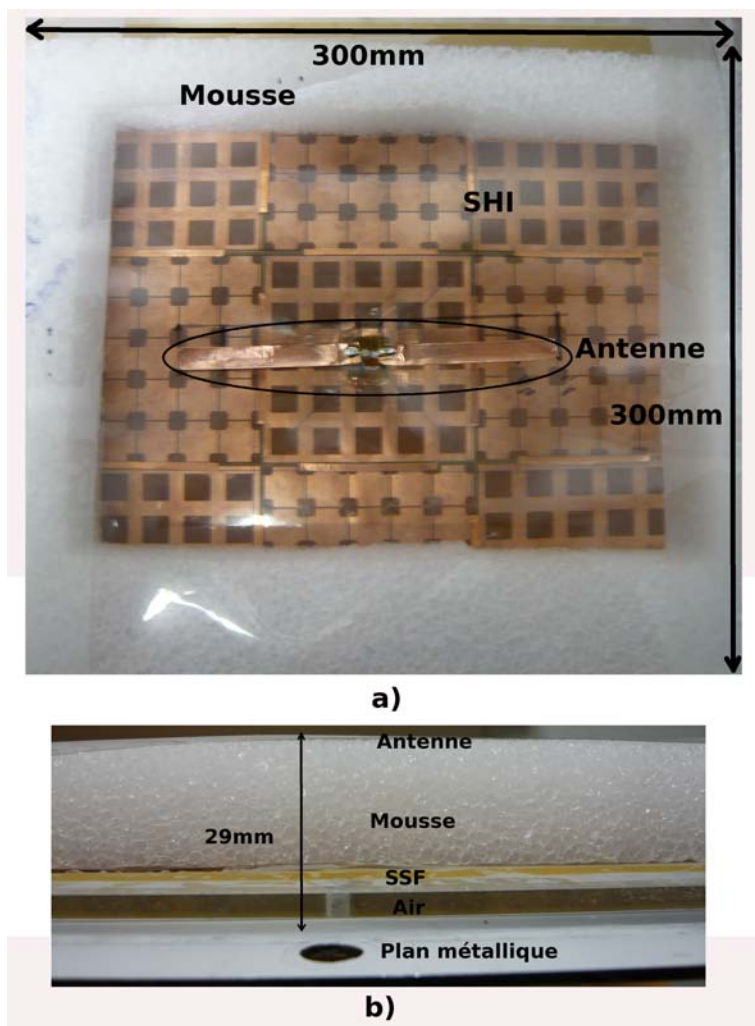 300mm
Mousse
SHI
Antenne
300mm
a)
Antenne
Mousse
29mm
SSF
Air
Plan métallique
b)